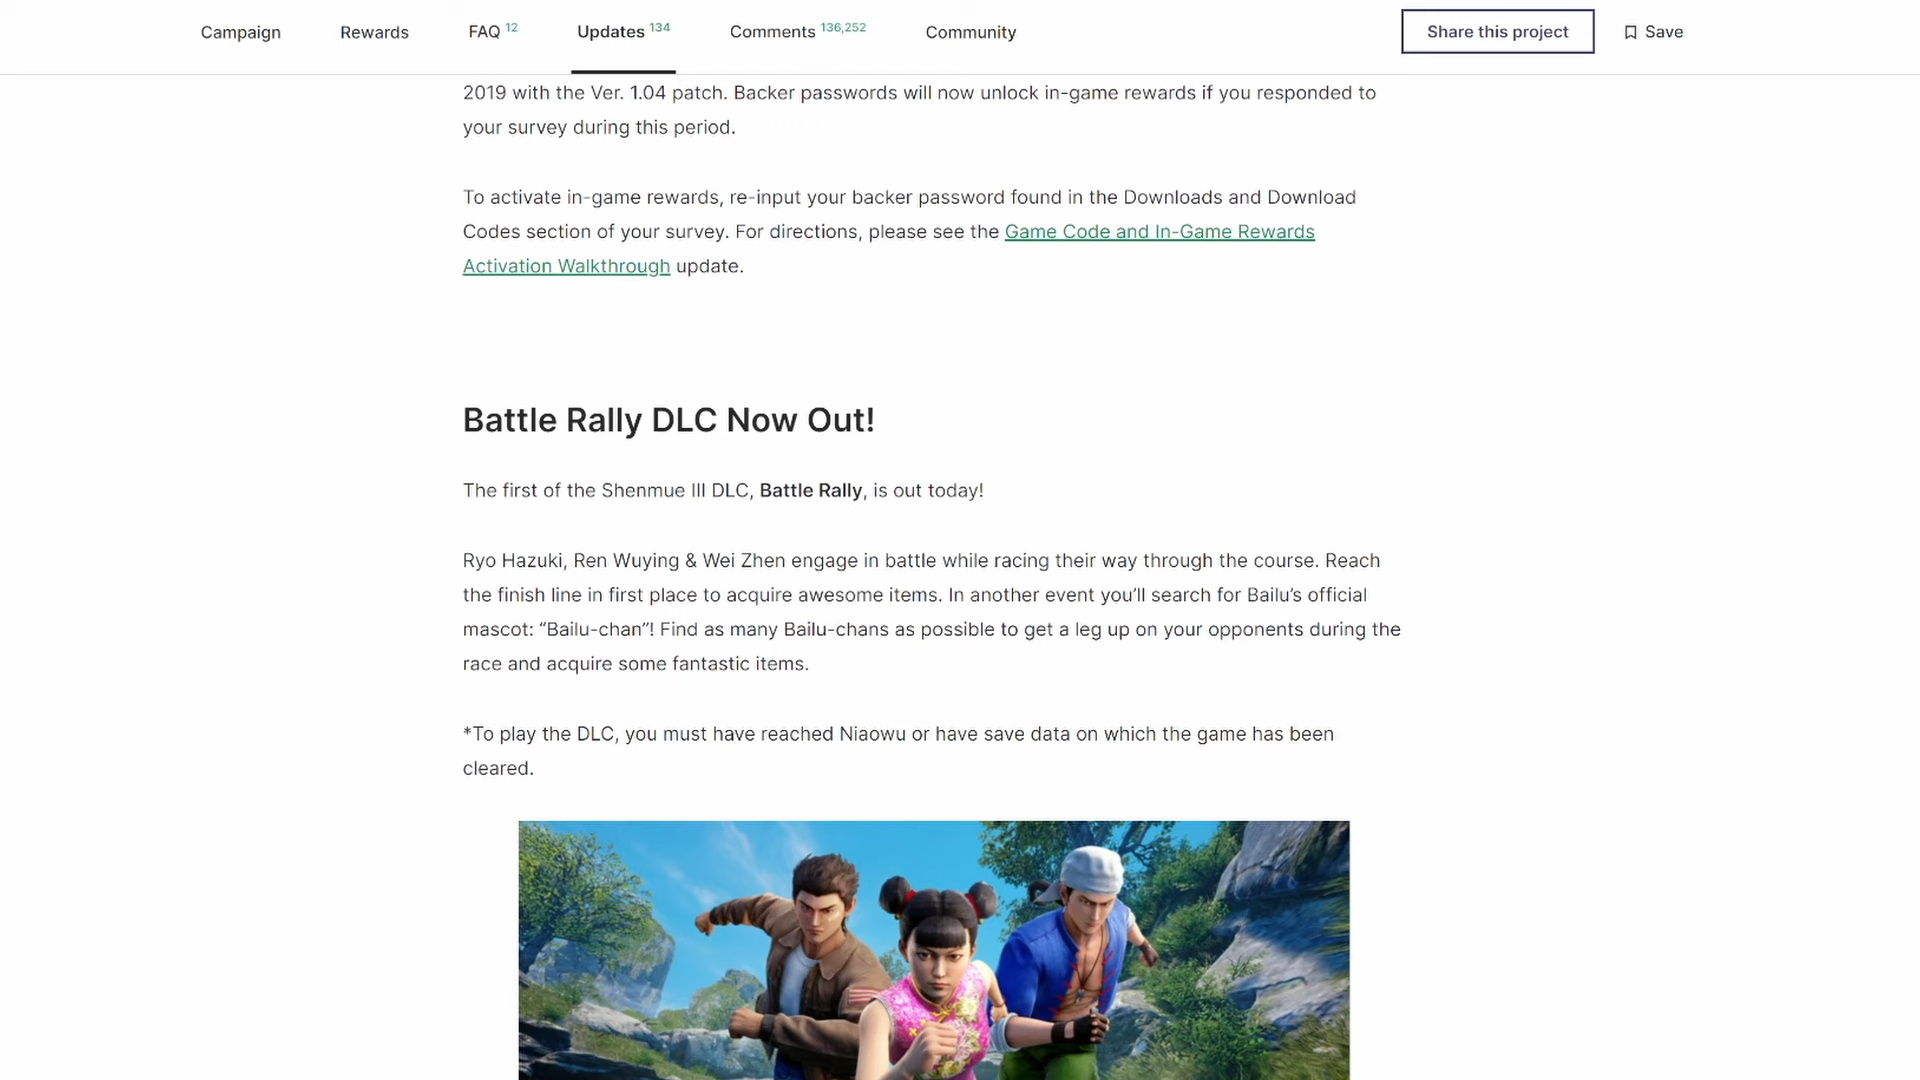 Campaign
Rewards
FAQ 12
Updates 134
Comments 136,252
Community
Share this project
Save
2019 with the Ver. 1.04 patch. Backer passwords will now unlock in-game rewards if you responded to
your survey during this period.
To activate in-game rewards, re-input your backer password found in the Downloads and Download
Codes section of your survey. For directions, please see the Game Code and In-Game Rewards
Activation Walkthrough update.
Battle Rally DLC Now Out!
The first of the Shenmue III DLC, Battle Rally, is out today!
Ryo Hazuki, Ren Wuying & Wei Zhen engage in battle while racing their way through the course. Reach
the finish line in first place to acquire awesome items. In another event you’ll search for Bailu’s official
mascot: “Bailu-chan”! Find as many Bailu-chans as possible to get a leg up on your opponents during the
race and acquire some fantastic items.
*To play the DLC, you must have reached Niaowu or have save data on which the game has been
cleared.